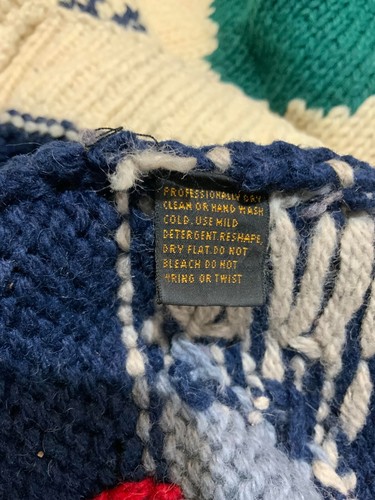 PROFESSIONALLY DRY
CLEAN OR HAND WASH
COLD. USE MILD
DETERGENT. RESHAPE,
DRY FLAT. DO NOT
BLEACH DO NOT
WRING OR TWIST